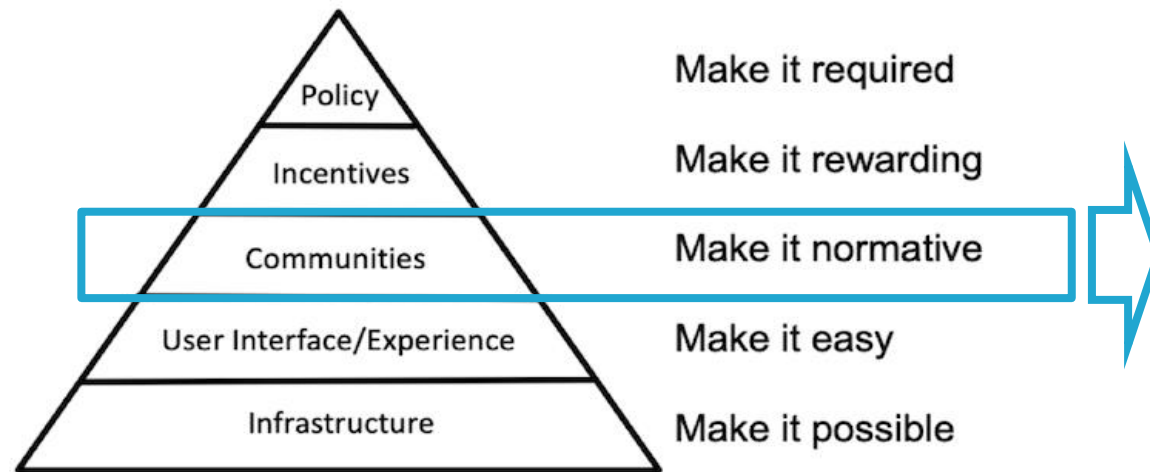 Policy
Make it required
Incentives
Make it rewarding
Communities
Make it normative
User Interface/Experience
Make it easy
Infrastructure
Make it possible